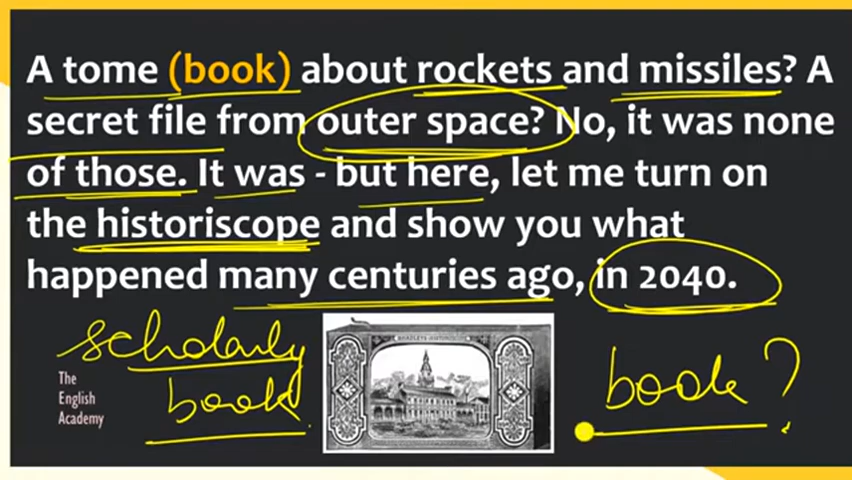 A tome (book) about rockets and missiles? A
secret file from outer space? No, it was none
of those. It was - but here, let me turn on
the historiscope and show you what
happened many centuries ago, in 2040.
scholarly
book
The
English
Academy
book?